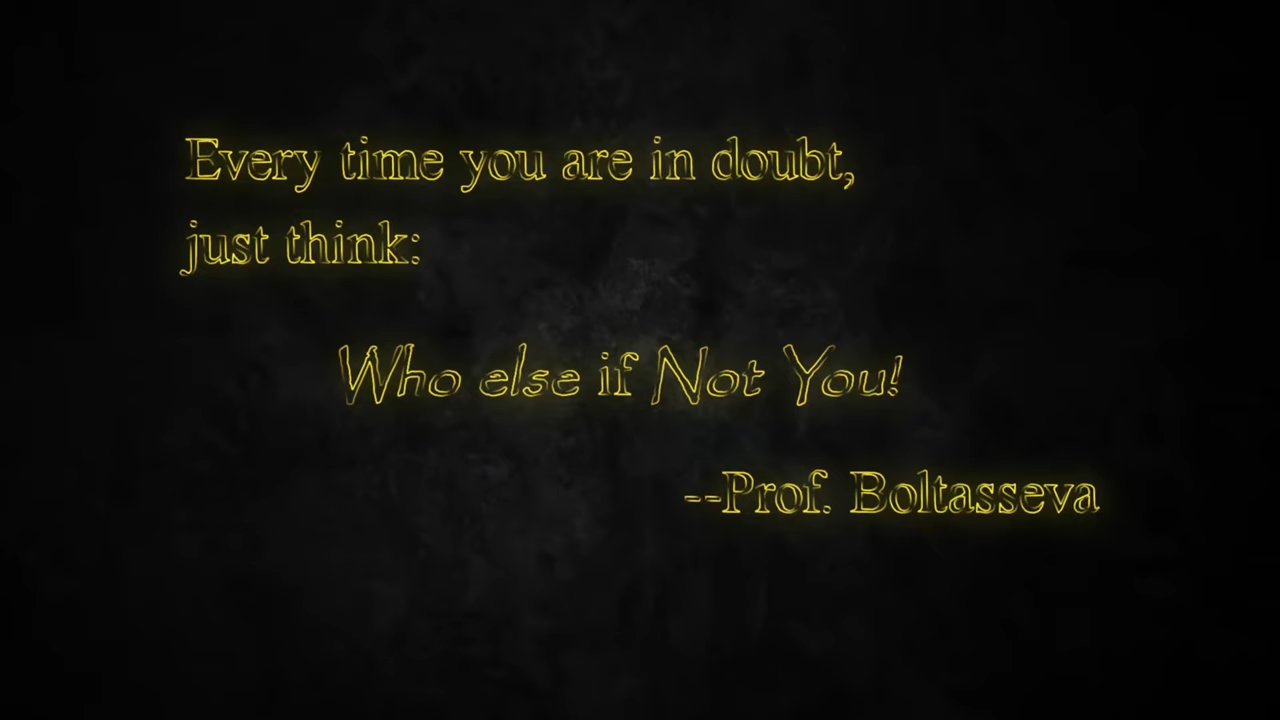 Every time you are in doubt,
just think:
Who else if Not You!
--Prof. Boltasseva